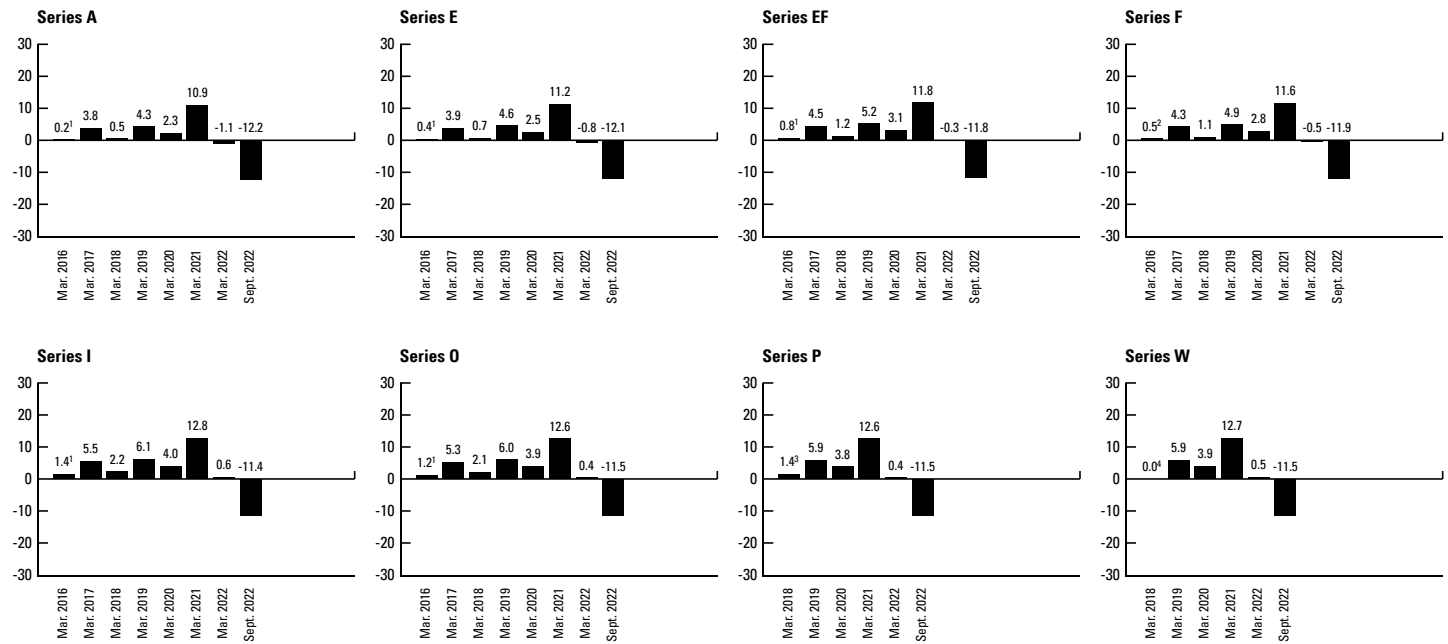 Series A
30
20
10
0
-10
-20
-30
0.2¹ 3.8 0.5 4.3 2.3 10.9 -1.1 -12.2
Mar. 2016
Mar. 2017
Mar. 2018
Mar. 2019
Mar. 2020
Mar. 2021
Mar. 2022
Sept. 2022
Series E
30
20
10
0
-10
-20
-30
0.4¹ 3.9 0.7 4.6 2.5 11.2 -0.8 -12.1
Mar. 2016
Mar. 2017
Mar. 2018
Mar. 2019
Mar. 2020
Mar. 2021
Mar. 2022
Sept. 2022
Series EF
30
20
10
0
-10
-20
-30
0.8¹ 4.5 1.2 5.2 3.1 11.8 -0.3 -11.8
Mar. 2016
Mar. 2017
Mar. 2018
Mar. 2019
Mar. 2020
Mar. 2021
Mar. 2022
Sept. 2022
Series F
30
20
10
0
-10
-20
-30
0.5² 4.3 1.1 4.9 2.8 11.6 -0.5 -11.9
Mar. 2016
Mar. 2017
Mar. 2018
Mar. 2019
Mar. 2020
Mar. 2021
Mar. 2022
Sept. 2022
Series I
30
20
10
0
-10
-20
-30
1.4¹ 5.5 2.2 6.1 4.0 12.8 0.6 -11.4
Mar. 2016
Mar. 2017
Mar. 2018
Mar. 2019
Mar. 2020
Mar. 2021
Mar. 2022
Sept. 2022
Series O
30
20
10
0
-10
-20
-30
1.2¹ 5.3 2.1 6.0 3.9 12.6 0.4 -11.5
Mar. 2016
Mar. 2017
Mar. 2018
Mar. 2019
Mar. 2020
Mar. 2021
Mar. 2022
Sept. 2022
Series P
30
20
10
0
-10
-20
-30
1.4³ 5.9 3.8 12.6 0.4 -11.5
Mar. 2018
Mar. 2019
Mar. 2020
Mar. 2021
Mar. 2022
Sept. 2022
Series W
30
20
10
0
-10
-20
-30
0.0⁴ 5.9 3.9 12.7 0.5 -11.5
Mar. 2018
Mar. 2019
Mar. 2020
Mar. 2021
Mar. 2022
Sept. 2022